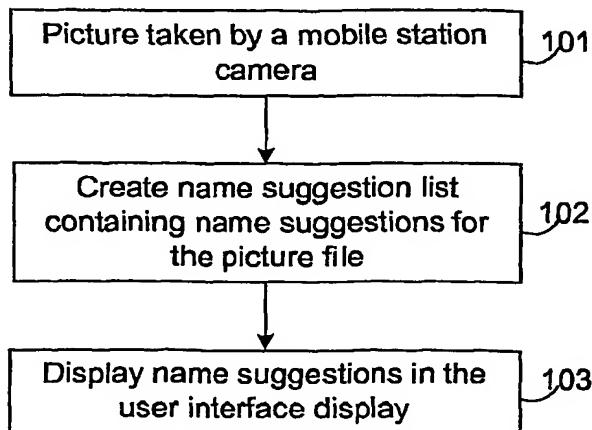 Picture taken by a mobile station
camera
101
Create name suggestion list
containing name suggestions for
the picture file
102
Display name suggestions in the
user interface display
103